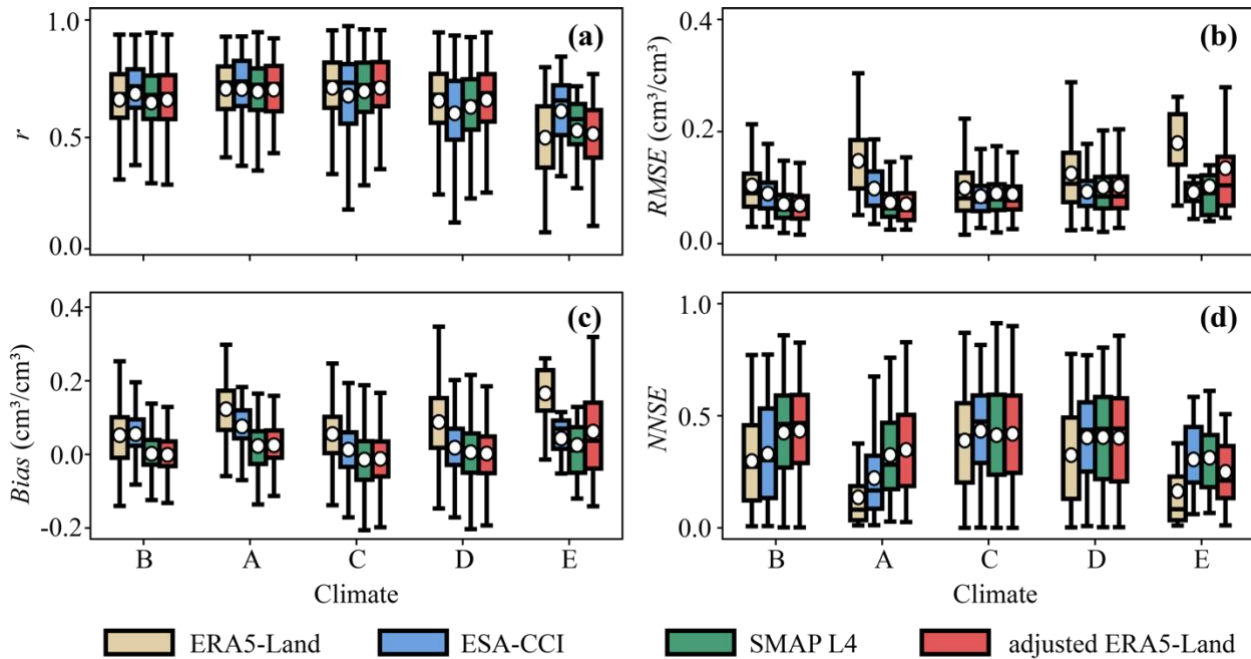 (a)
1.0
0.5
0.0
r
(b)
0.4
0.2
0.0
RMSE (cm³/cm³)
(c)
0.4
0.2
0.0
-0.2
Bias (cm³/cm³)
B A C D E
Climate
(d)
1.0
0.5
0.0
NNSE
B A C D E
Climate
ERA5-Land ESA-CCI SMAP L4 adjusted ERA5-Land